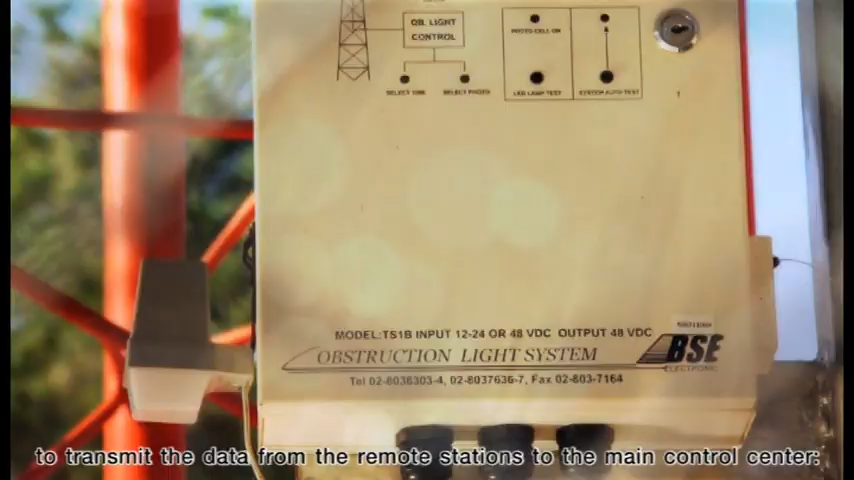 OB. LIGHT
CONTROL
PHOTO CELL ON
SELECT SINK SELECT PHOTO LED LAMP TEST SYSTEM AUTO TEST
MODEL:TS1B INPUT 12-24 OR 48 VDC OUTPUT 48 VDC
OBSTRUCTION LIGHT SYSTEM
BSE
ELECTRONIC
Tel 02-8036303-4, 02-8037636-7, Fax 02-803-7164
to transmit the data from the remote stations to the main control center: